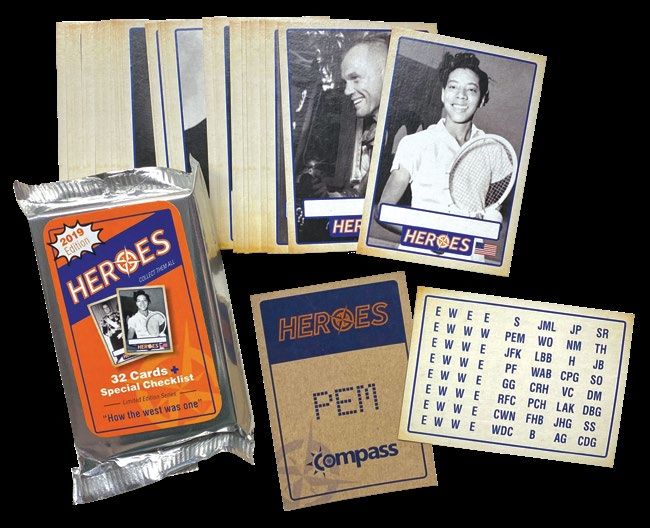 HEROES
HEROES
2019
Edition
HEROES
COLLECT THEM ALL
HEROES
32 Cards +
Special Checklist
Limited Edition Series
"How the west was one"
HEROES
PEM
Compass
E W E E S JML JP SR
E W W W PEM WO NM TH
E W W E JFK LBB H JB
E W W E PF WAB CPG SO
E W W E GG CRH VC DM
E W W E RFC PCH LAK DBG
E W W E CWN FHB JHG SS
E W W E WDC B AG CDG